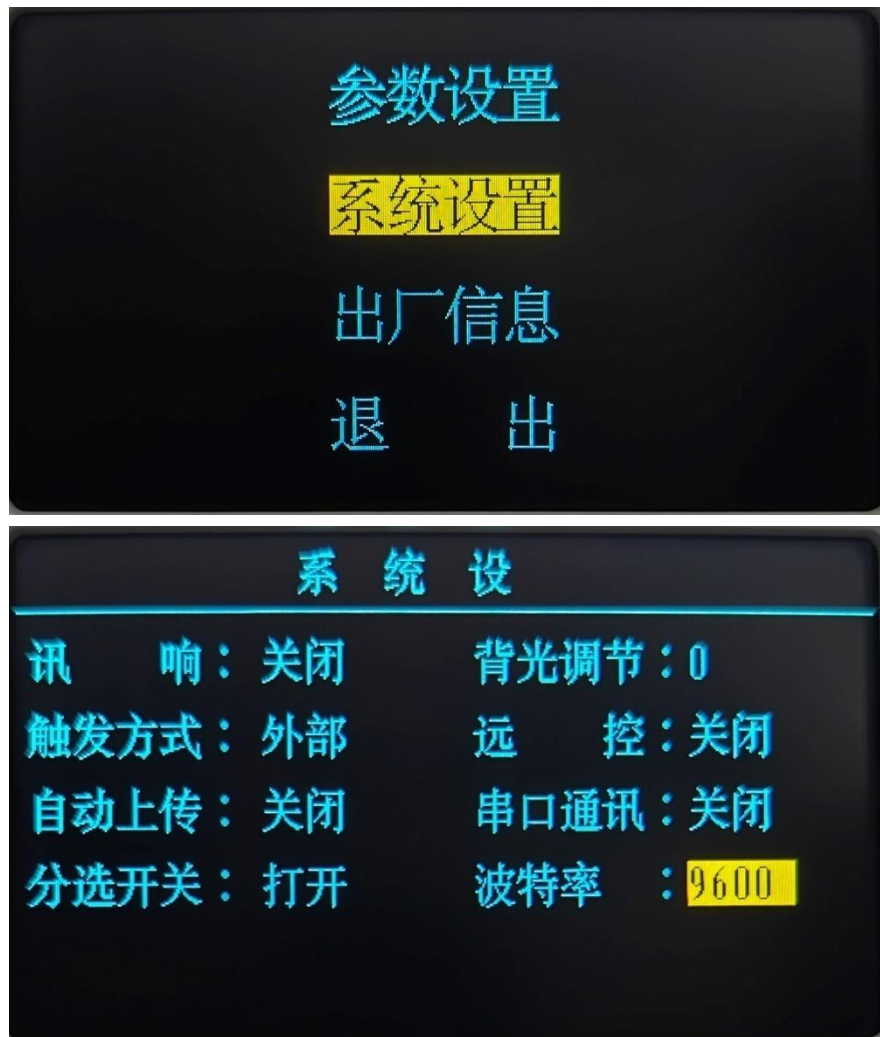 参数设置
系统设置
出厂信息
退 出
系 统 设
讯 响：关闭 背光调节：0
触发方式：外部 远 控：关闭
自动上传：关闭 串口通讯：关闭
分选开关：打开 波特率 ：9600